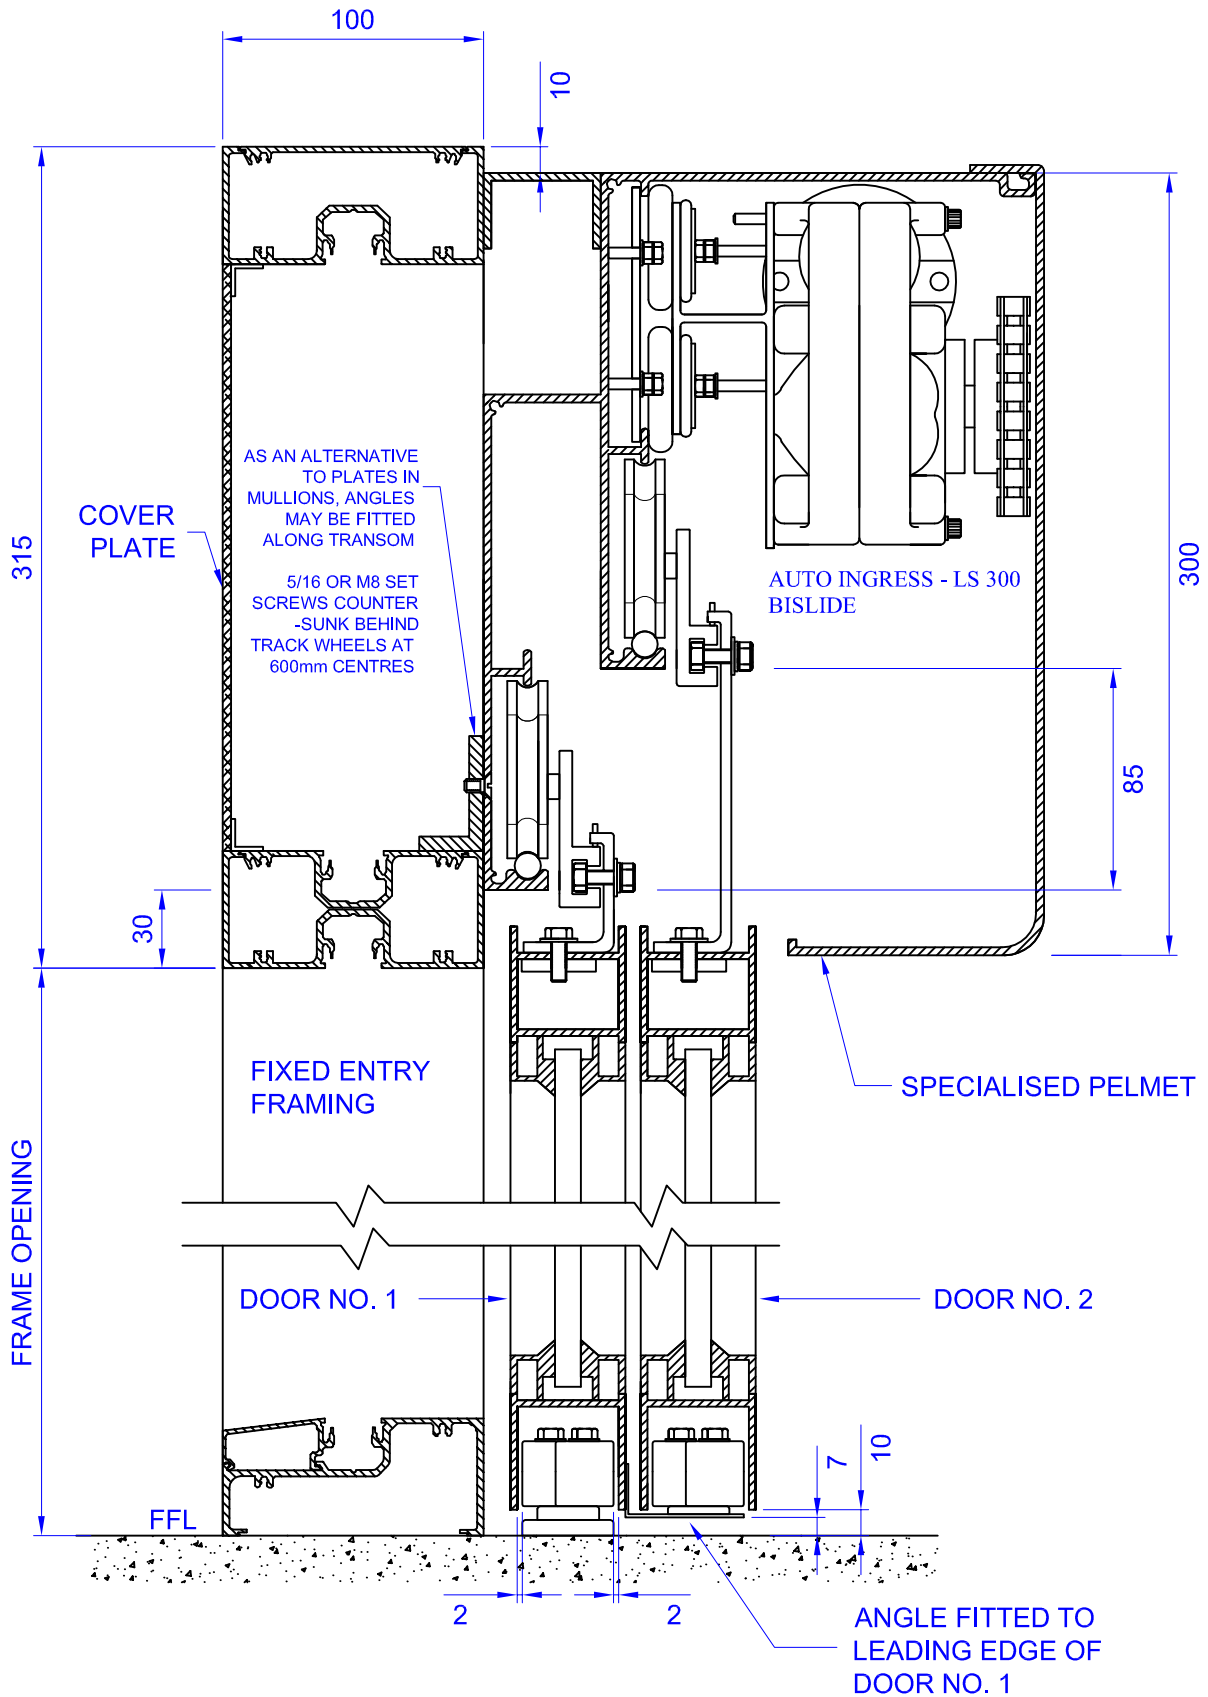 100
10
315
300
AS AN ALTERNATIVE
TO PLATES IN
MULLIONS, ANGLES
MAY BE FITTED
ALONG TRANSOM
5/16 OR M8 SET
SCREWS COUNTER
-SUNK BEHIND
TRACK WHEELS AT
600mm CENTRES
COVER
PLATE
AUTO INGRESS - LS 300
BISLIDE
85
30
FIXED ENTRY
FRAMING
SPECIALISED PELMET
FRAME OPENING
DOOR NO. 1
DOOR NO. 2
7
10
FFL
2
2
ANGLE FITTED TO
LEADING EDGE OF
DOOR NO. 1